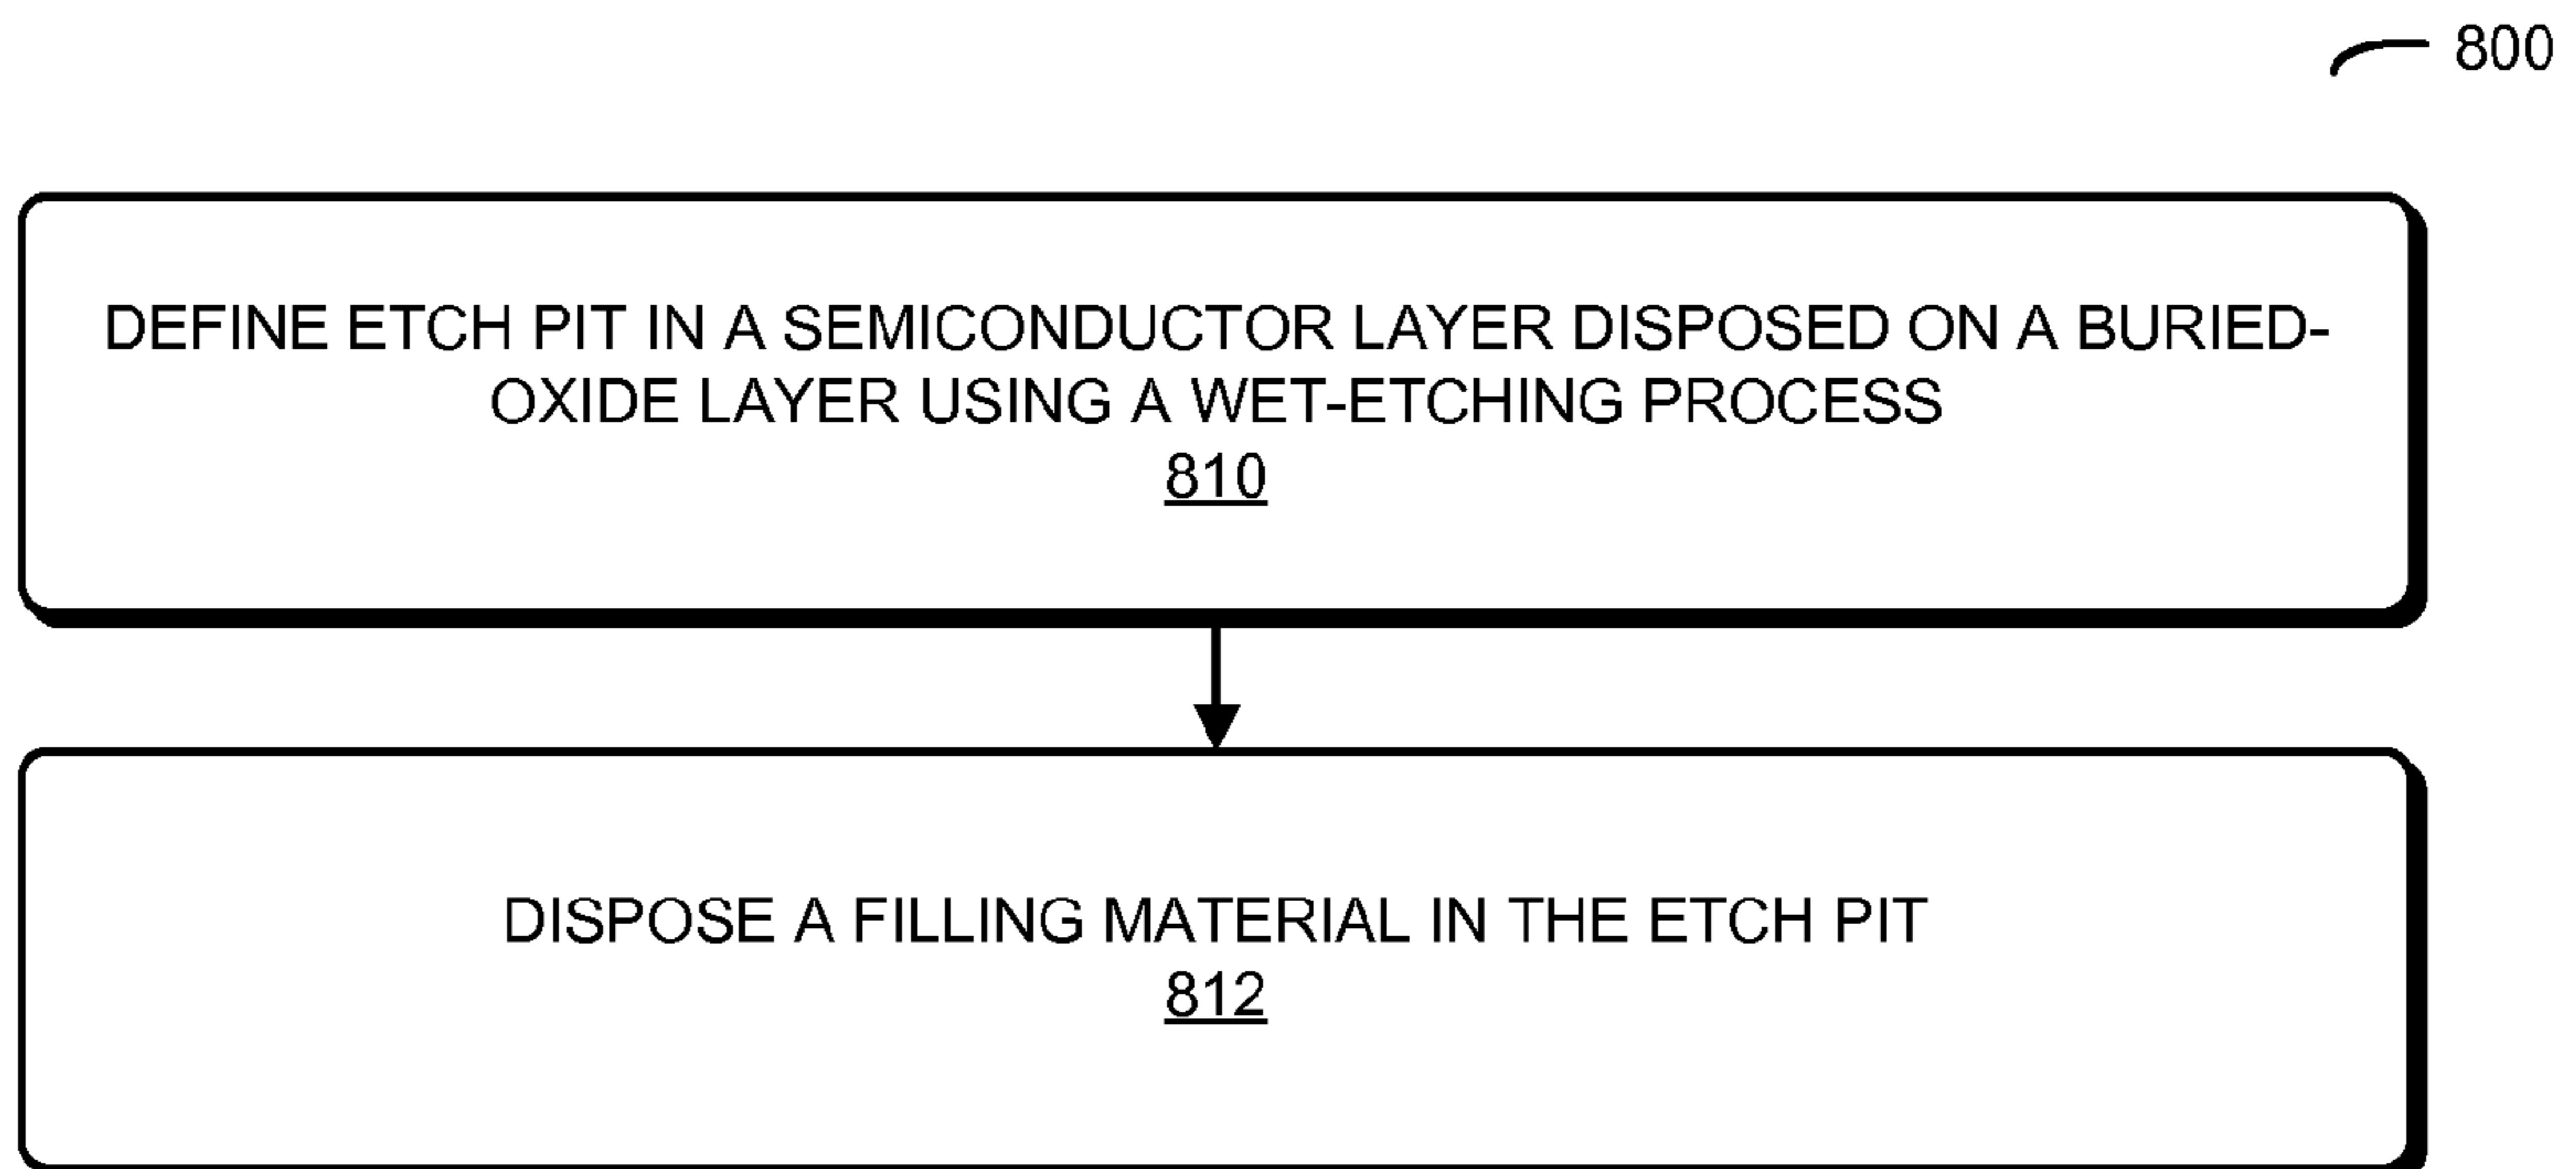 800
DEFINE ETCH PIT IN A SEMICONDUCTOR LAYER DISPOSED ON A BURIED-
OXIDE LAYER USING A WET-ETCHING PROCESS
810
DISPOSE A FILLING MATERIAL IN THE ETCH PIT
812